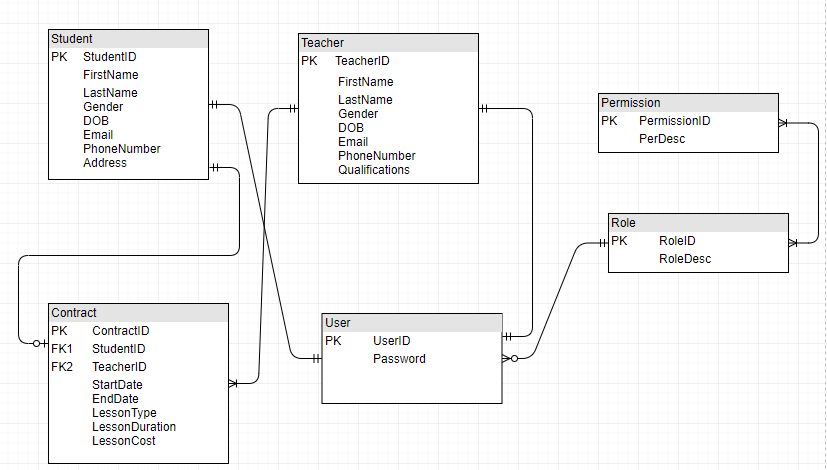 Student
PK StudentID
FirstName
LastName
Gender
DOB
Email
PhoneNumber
Address
Teacher
PK TeacherID
FirstName
LastName
Gender
DOB
Email
PhoneNumber
Qualifications
Permission
PK PermissionID
PerDesc
Role
PK RoleID
RoleDesc
Contract
PK ContractID
FK1 StudentID
FK2 TeacherID
StartDate
EndDate
LessonType
LessonDuration
LessonCost
User
PK UserID
Password